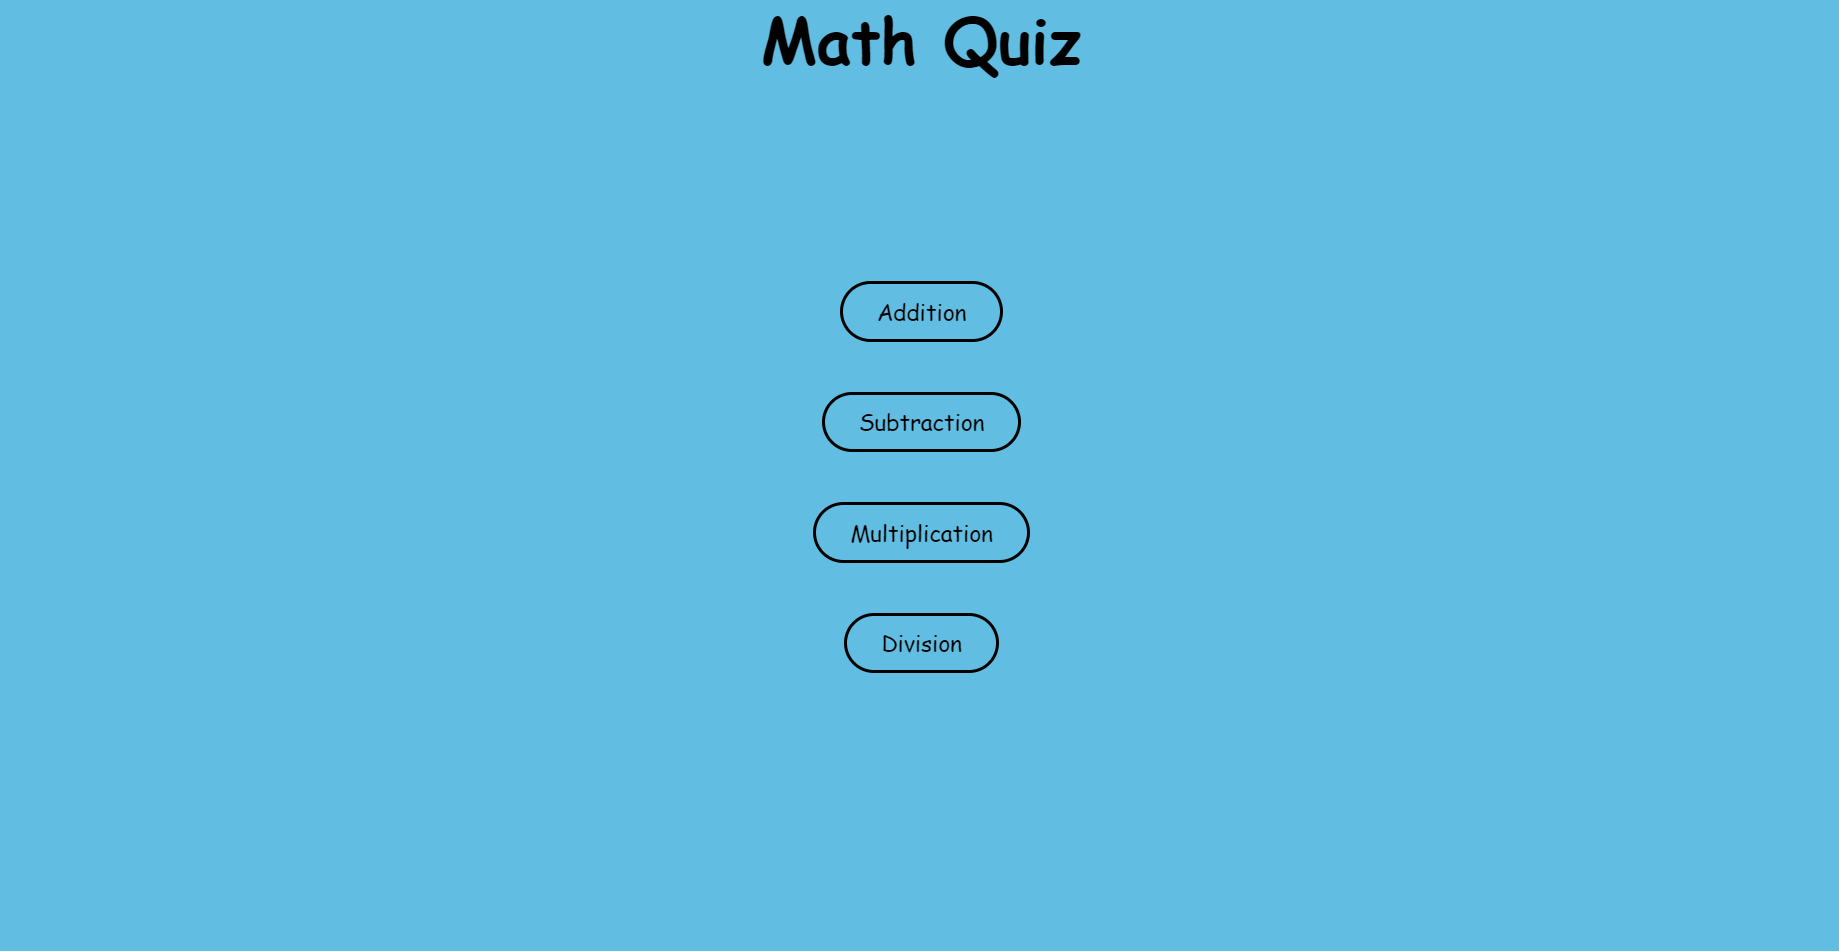 Math Quiz
Addition
Subtraction
Multiplication
Division